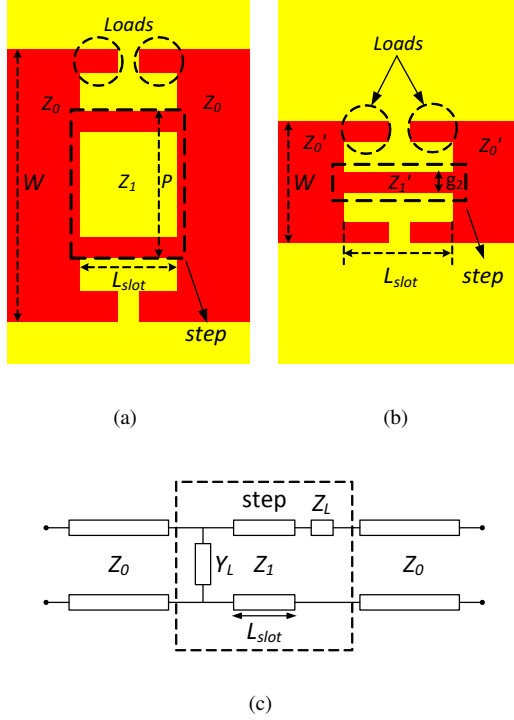 Loads
Z0 Z0
W Z1 P
Lslot
step
(a)
Loads
Z0' Z0'
W Z1' g2
Lslot
step
(b)
step ZL
Z0 YL Z1 Z0
Lslot
(c)